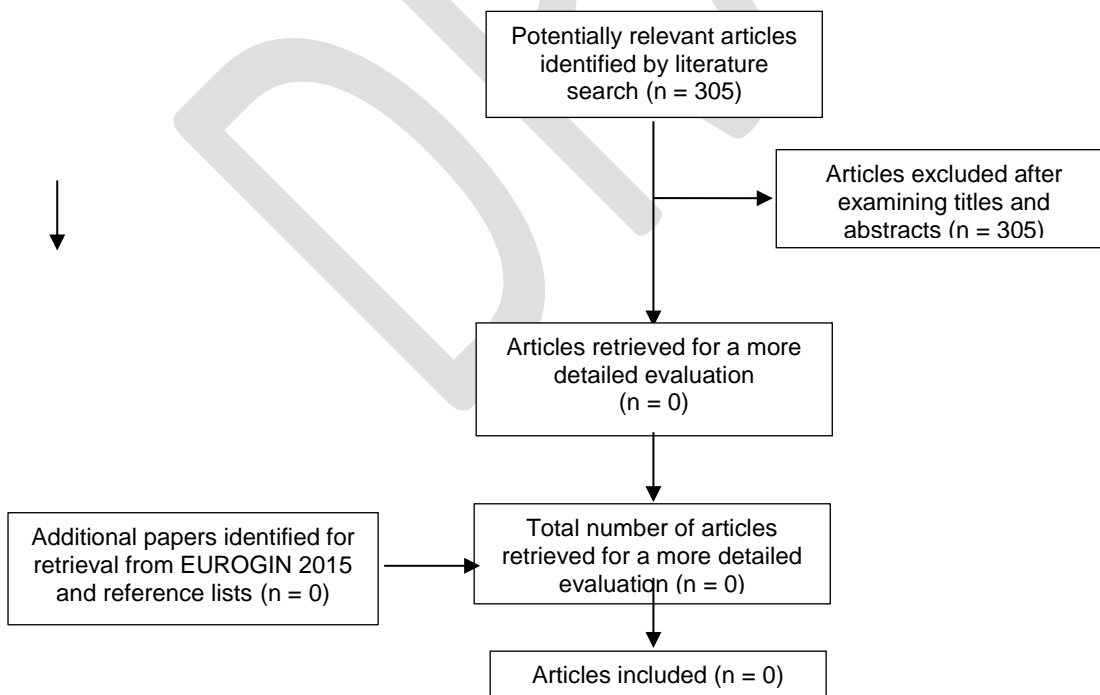 Potentially relevant articles
identified by literature
search (n = 305)
Articles excluded after
examining titles and
abstracts (n = 305)
Articles retrieved for a more
detailed evaluation
(n = 0)
Additional papers identified for
retrieval from EUROGIN 2015
and reference lists (n = 0)
Total number of articles
retrieved for a more detailed
evaluation (n = 0)
Articles included (n = 0)